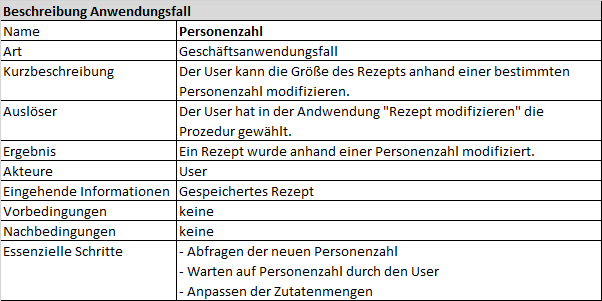 Beschreibung Anwendungsfall
Name Personenzahl
Art Geschäftsanwendungsfall
Kurzbeschreibung Der User kann die Größe des Rezepts anhand einer bestimmten
Personenzahl modifizieren.
Auslöser Der User hat in der Andwendung "Rezept modifizieren" die
Prozedur gewählt.
Ergebnis Ein Rezept wurde anhand einer Personenzahl modifiziert.
Akteure User
Eingehende Informationen Gespeichertes Rezept
Vorbedingungen keine
Nachbedingungen keine
Essenzielle Schritte - Abfragen der neuen Personenzahl
- Warten auf Personenzahl durch den User
- Anpassen der Zutatenmengen